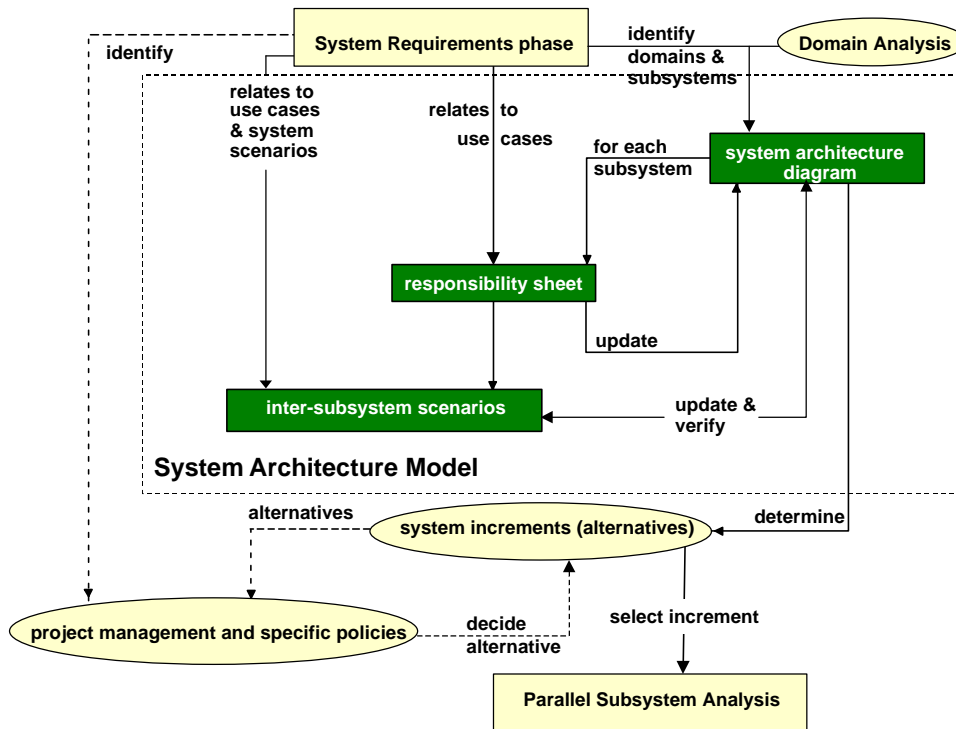 System Requirements phase
identify
Domain Analysis
identify
domains &
subsystems
relates to
use cases
& system
scenarios
relates to
use cases
for each
subsystem
system architecture
diagram
responsibility sheet
update
inter-subsystem scenarios
update &
verify
System Architecture Model
alternatives
system increments (alternatives)
determine
project management and specific policies
decide
alternative
select increment
Parallel Subsystem Analysis